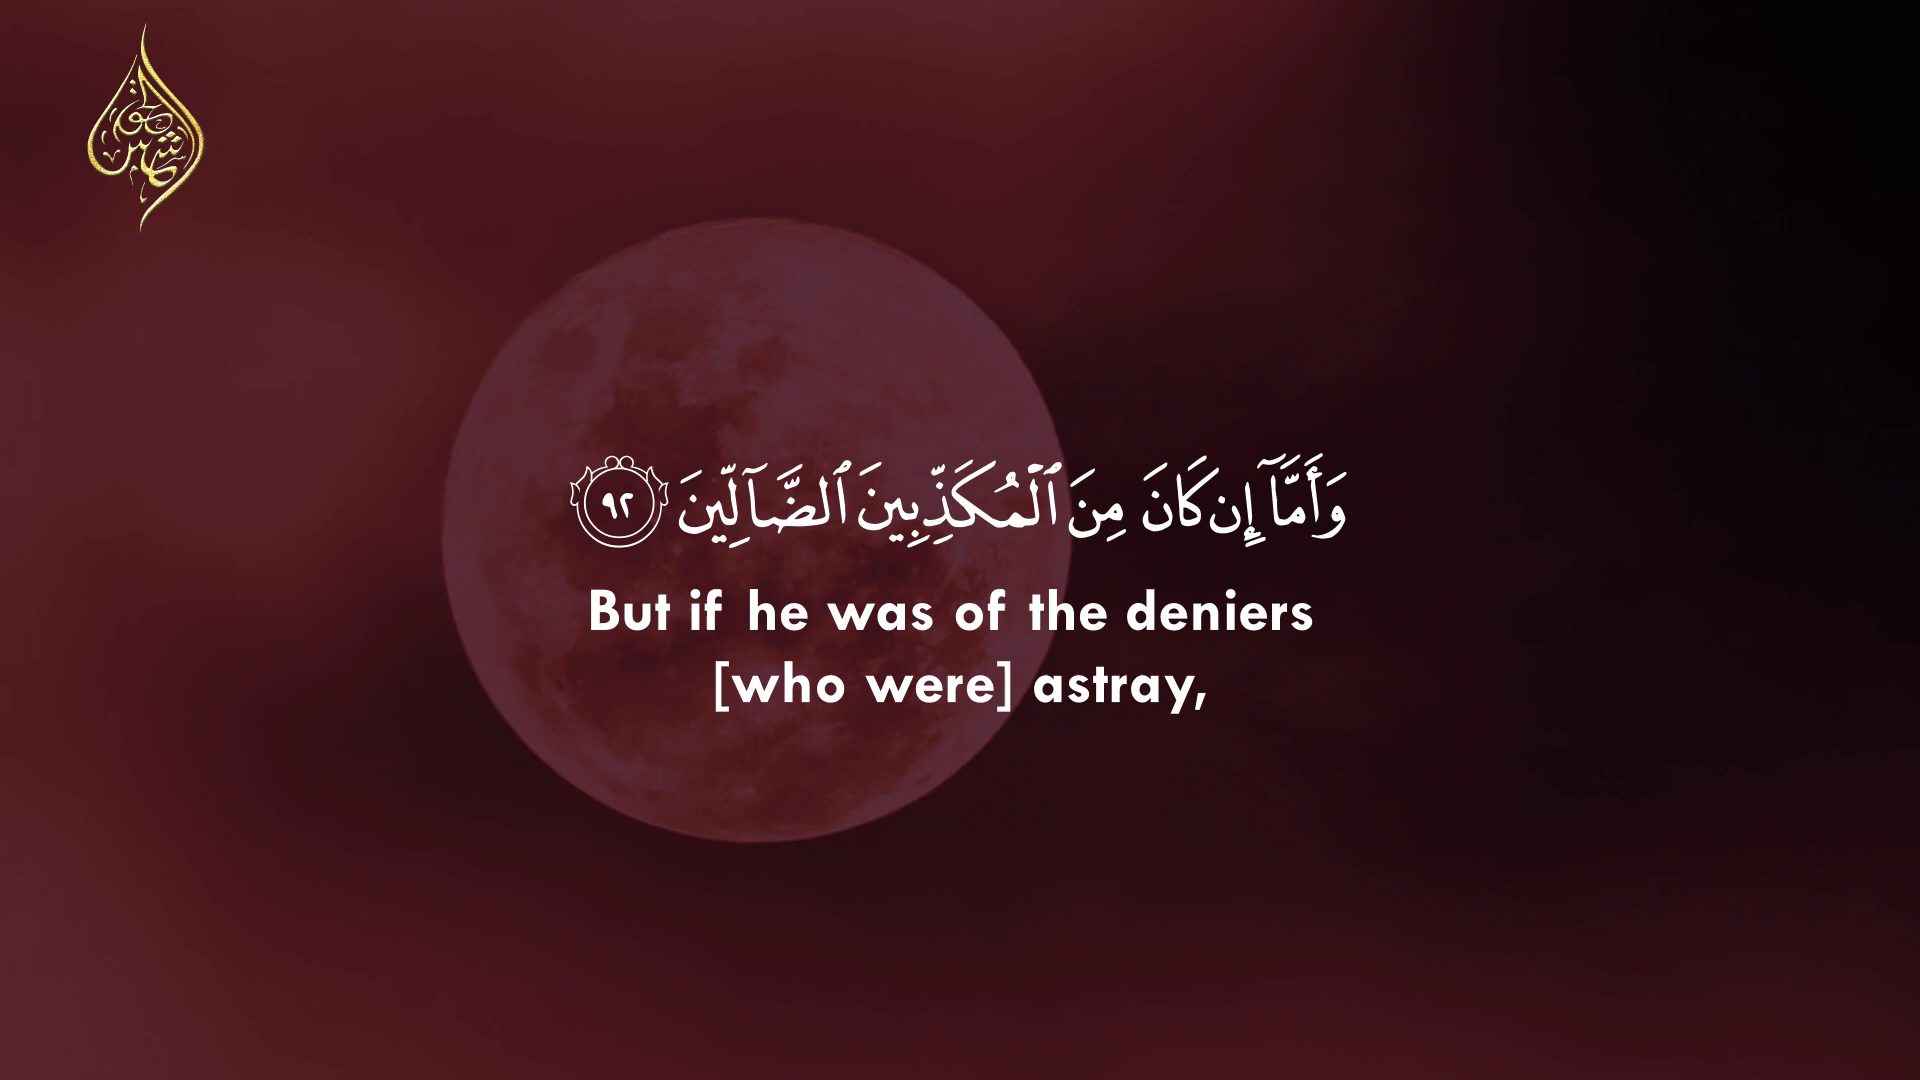 وَأَمَّآ إِن كَانَ مِنَ ٱلْمُكَذِّبِينَ ٱلضَّآلِّينَ ٩٢
But if he was of the deniers
[who were] astray,